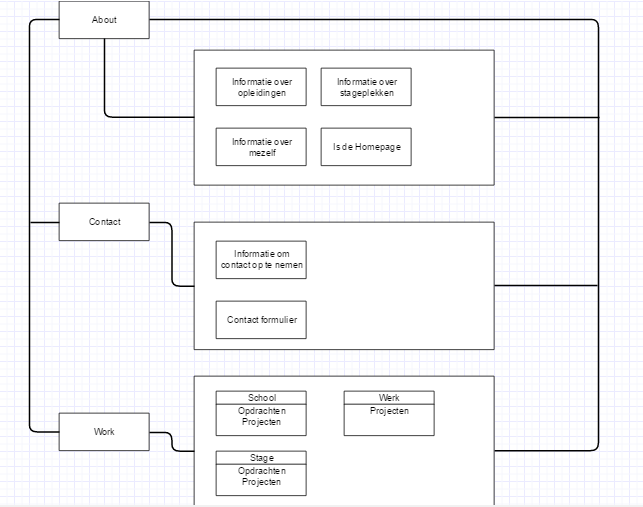 About
Informatie over
opleidingen
Informatie over
stageplekken
Informatie over
mezelf
Is de Homepage
Contact
Informatie om
contact op te nemen
Contact formulier
Work
School
Opdrachten
Projecten
Werk
Projecten
Stage
Opdrachten
Projecten